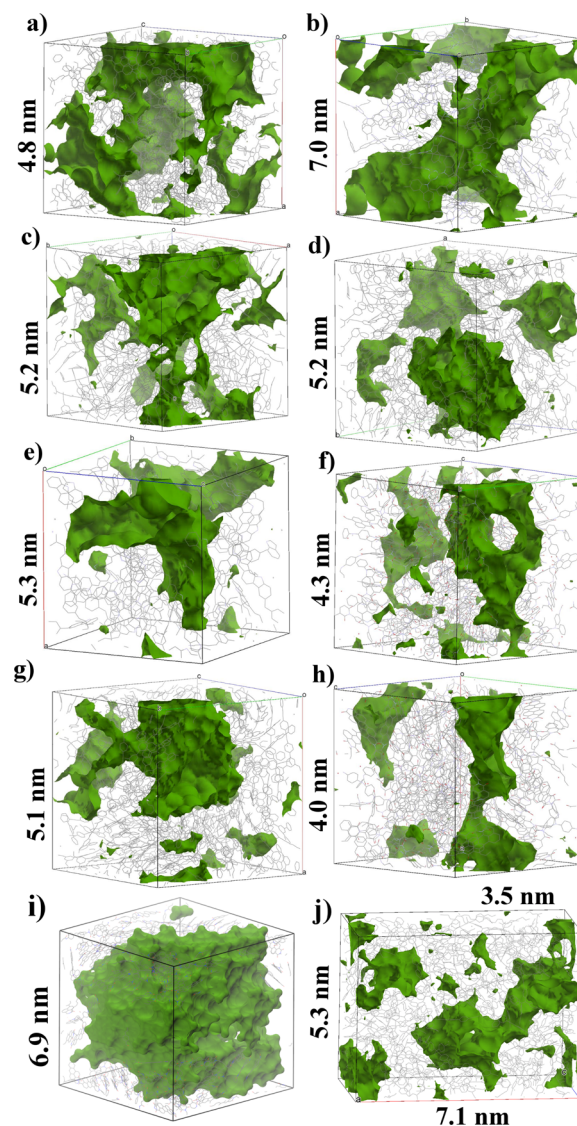 a)
b)
4.8 nm
7.0 nm
c)
d)
5.2 nm
5.2 nm
e)
f)
5.3 nm
4.3 nm
g)
h)
5.1 nm
4.0 nm
i)
3.5 nm
j)
6.9 nm
5.3 nm
7.1 nm